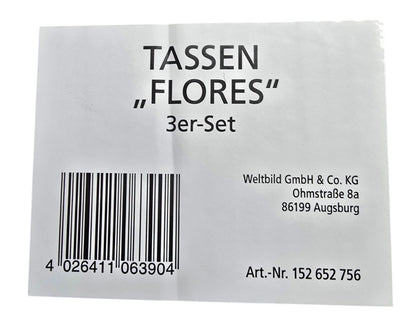 TASSEN
„FLORES“
3er-Set
Weltbild GmbH & Co. KG
Ohmstraße 8a
86199 Augsburg
4 026411 063904
Art.-Nr. 152 652 756